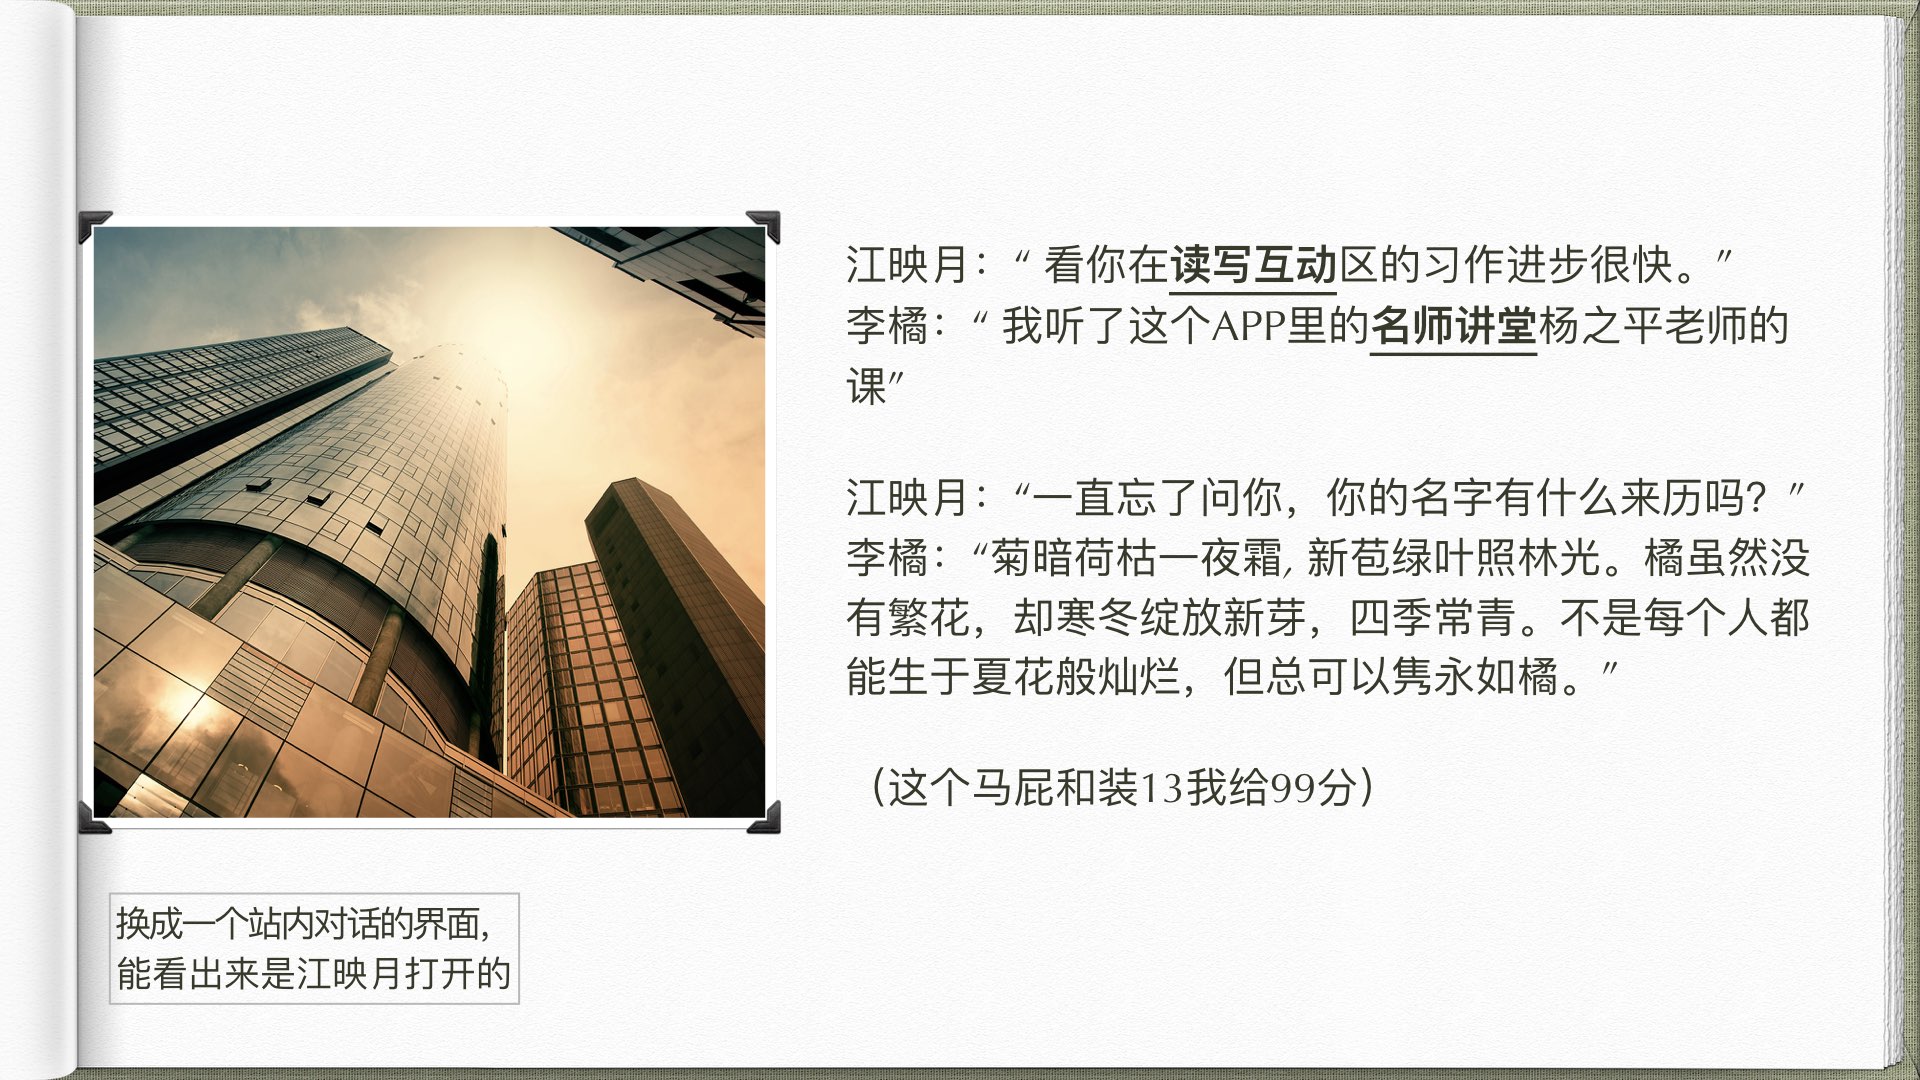 江映月：“ 看你在读写互动区的习作进步很快。”
李橘：“ 我听了这个APP里的名师讲堂杨之平老师的
课”
江映月：“一直忘了问你，你的名字有什么来历吗？”
李橘：“菊暗荷枯一夜霜, 新苞绿叶照林光。橘虽然没
有繁花，却寒冬绽放新芽，四季常青。不是每个人都
能生于夏花般灿烂，但总可以隽永如橘。”
（这个马屁和装13我给99分）
换成一个站内对话的界面，
能看出来是江映月打开的